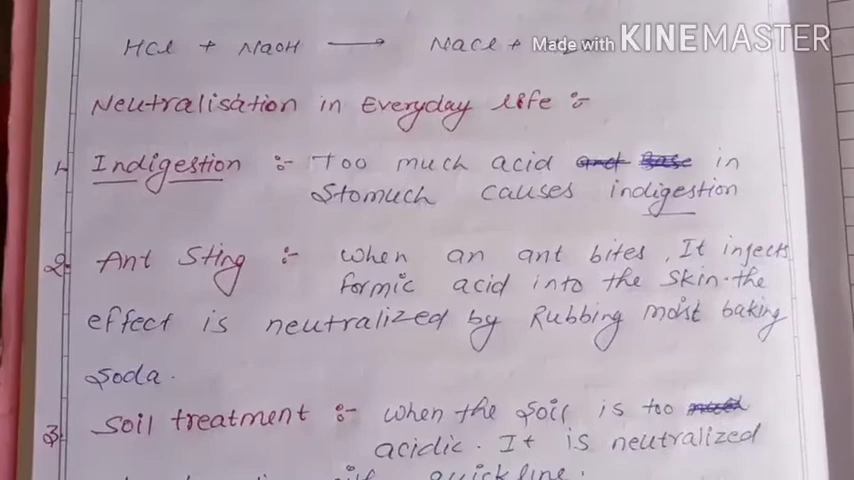 HCl + NaOH → NaCl +
Made with KINEMASTER
Neutralisation in Everyday life :-
1. Indigestion :- Too much acid and Base in
Stomuch causes indigestion
2. Ant Sting :- when an ant bites, It injects
formic acid into the skin. the
effect is neutralized by Rubbing moist baking
Soda.
3. Soil treatment :- when the soil is too
acidic. It is neutralized
quickline.